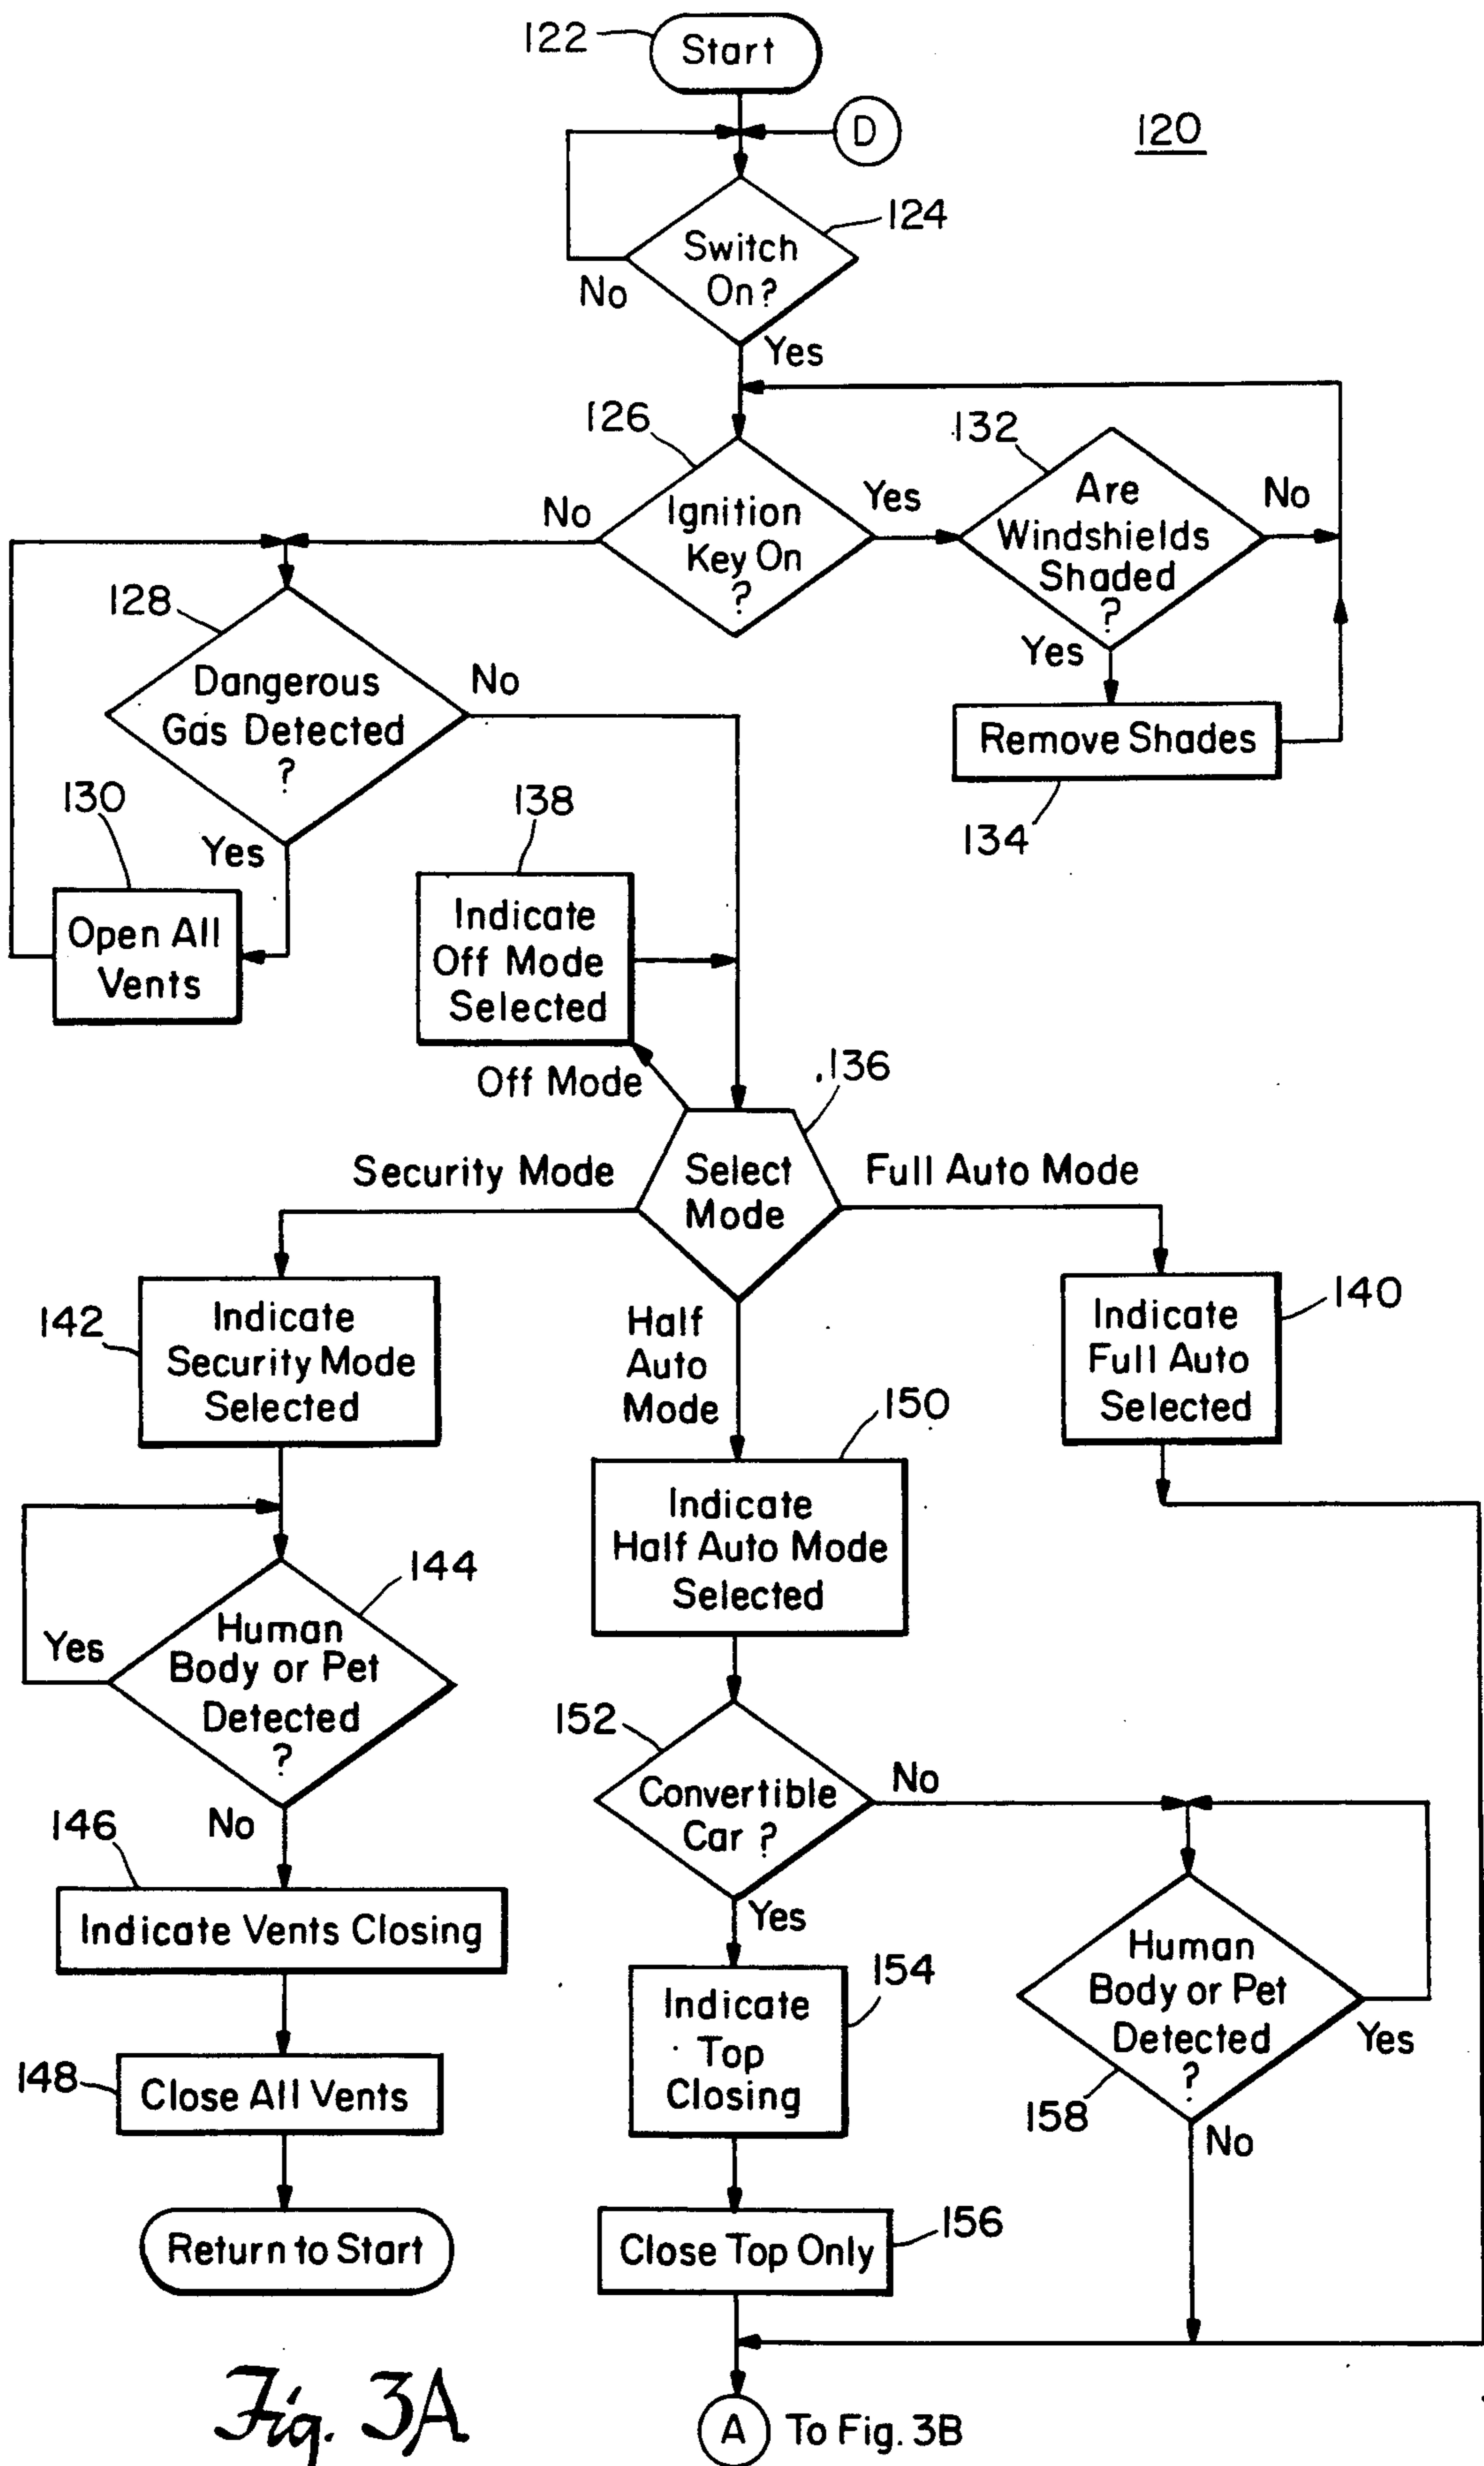 122
Start
D
120
124
Switch
On?
No
Yes
126
132
No
Ignition
Key On
?
Yes
Are
Windshields
Shaded
?
No
128
Yes
Dangerous
Gas Detected
?
No
Remove Shades
130
138
134
Yes
Open All
Vents
Indicate
Off Mode
Selected
Off Mode
136
Security Mode
Select
Mode
Full Auto Mode
142
Indicate
Security Mode
Selected
Half
Auto
Mode
Indicate
Full Auto
Selected
140
150
Indicate
Half Auto Mode
Selected
144
Yes
Human
Body or Pet
Detected
?
152
Convertible
Car ?
No
146
No
Yes
Indicate Vents Closing
Indicate
Top
Closing
154
Human
Body or Pet
Detected
?
Yes
148
Close All Vents
158
No
Return to Start
Close Top Only
156
Fig. 3A
A
To Fig. 3B